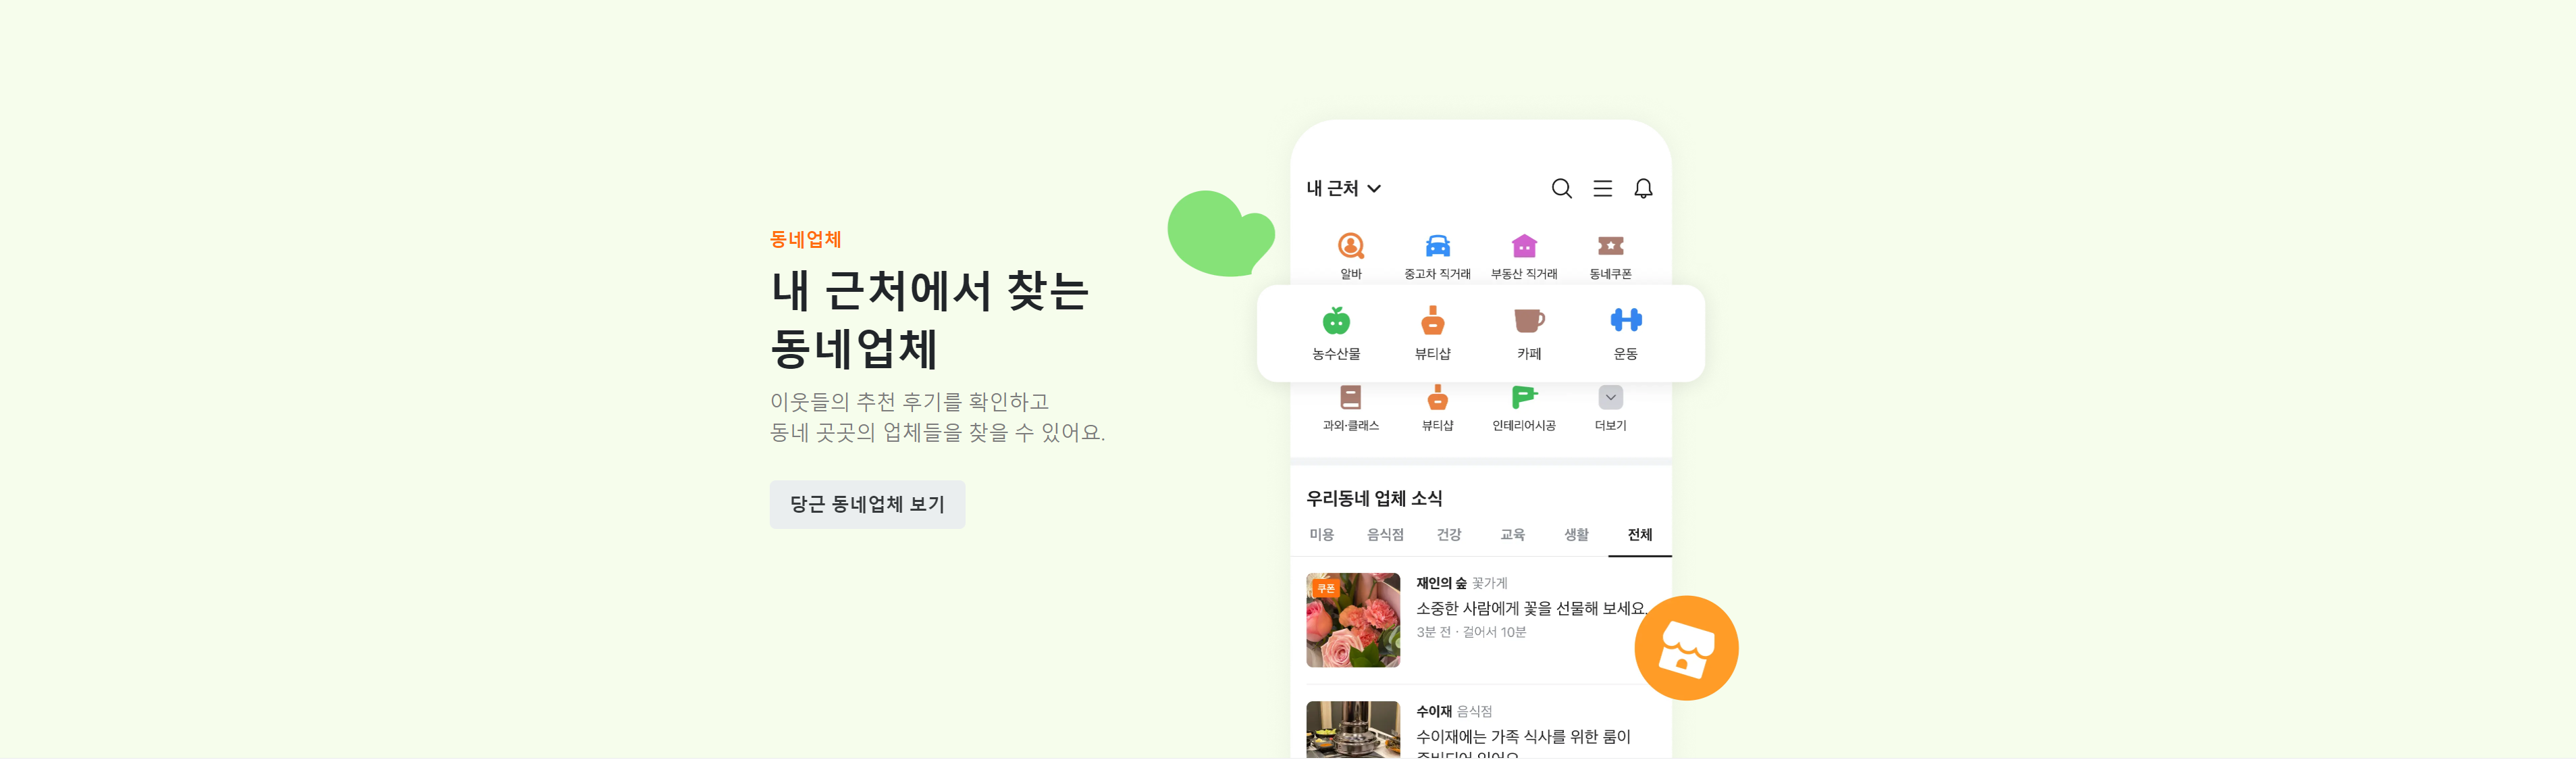 동네업체
내 근처에서 찾는
동네업체
이웃들의 추천 후기를 확인하고
동네 곳곳의 업체들을 찾을 수 있어요.
당근 동네업체 보기
내 근처
알바 중고차 직거래 부동산 직거래 동네쿠폰
농수산물 뷰티샵 카페 운동
과외·클래스 뷰티샵 인테리어시공 더보기
우리동네 업체 소식
미용 음식점 건강 교육 생활 전체
쿠폰
재인의 숲 꽃가게
소중한 사람에게 꽃을 선물해 보세요.
3분 전 · 걸어서 10분
수이재 음식점
수이재에는 가족 식사를 위한 룸이